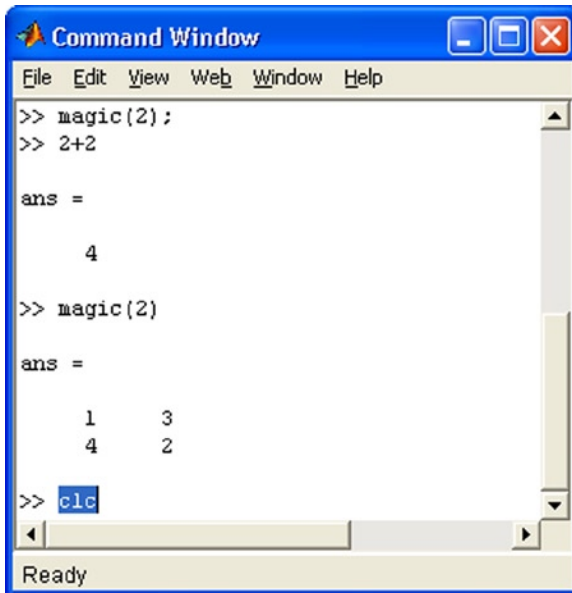 Command Window
File Edit View Web Window Help
>> magic(2);
>> 2+2
ans =
4
>> magic(2)
ans =
1 3
4 2
>> clc
Ready